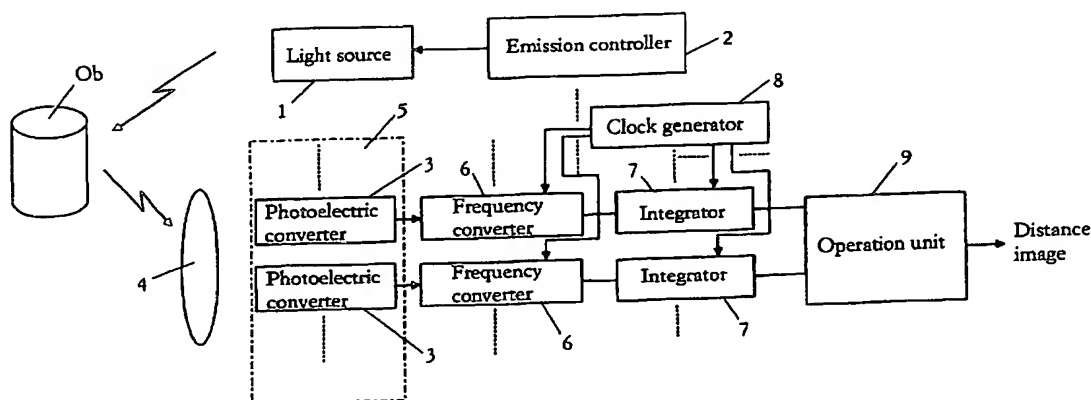 Ob
Light source
1
Emission controller
2
8
Clock generator
5
3
6
7
9
Photoelectric
converter
Frequency
converter
Integrator
Operation unit
Distance
image
4
Photoelectric
converter
Frequency
converter
Integrator
3
6
7